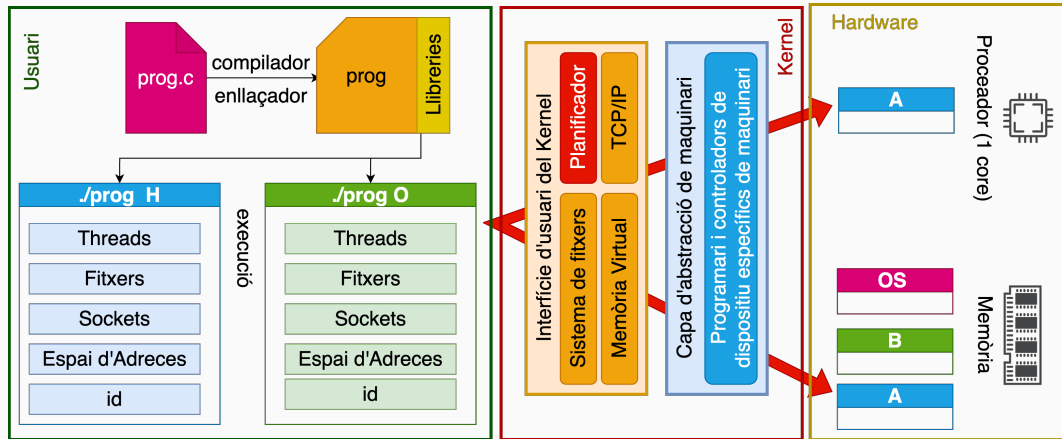 Usuari
prog.c
compilador
enllaçador
prog
Llibreries
./prog H
Threads
Fitxers
Sockets
Espai d'Adreces
id
execució
./prog O
Threads
Fitxers
Sockets
Espai d'Adreces
id
Kernel
Interfície d'usuari del Kernel
Planificador
TCP/IP
Sistema de fitxers
Memòria Virtual
Capa d'abstracció de maquinari
Programari i controladors de
dispositiu específics de maquinari
Hardware
A
Proceador (1 core)
OS
B
A
Memòria